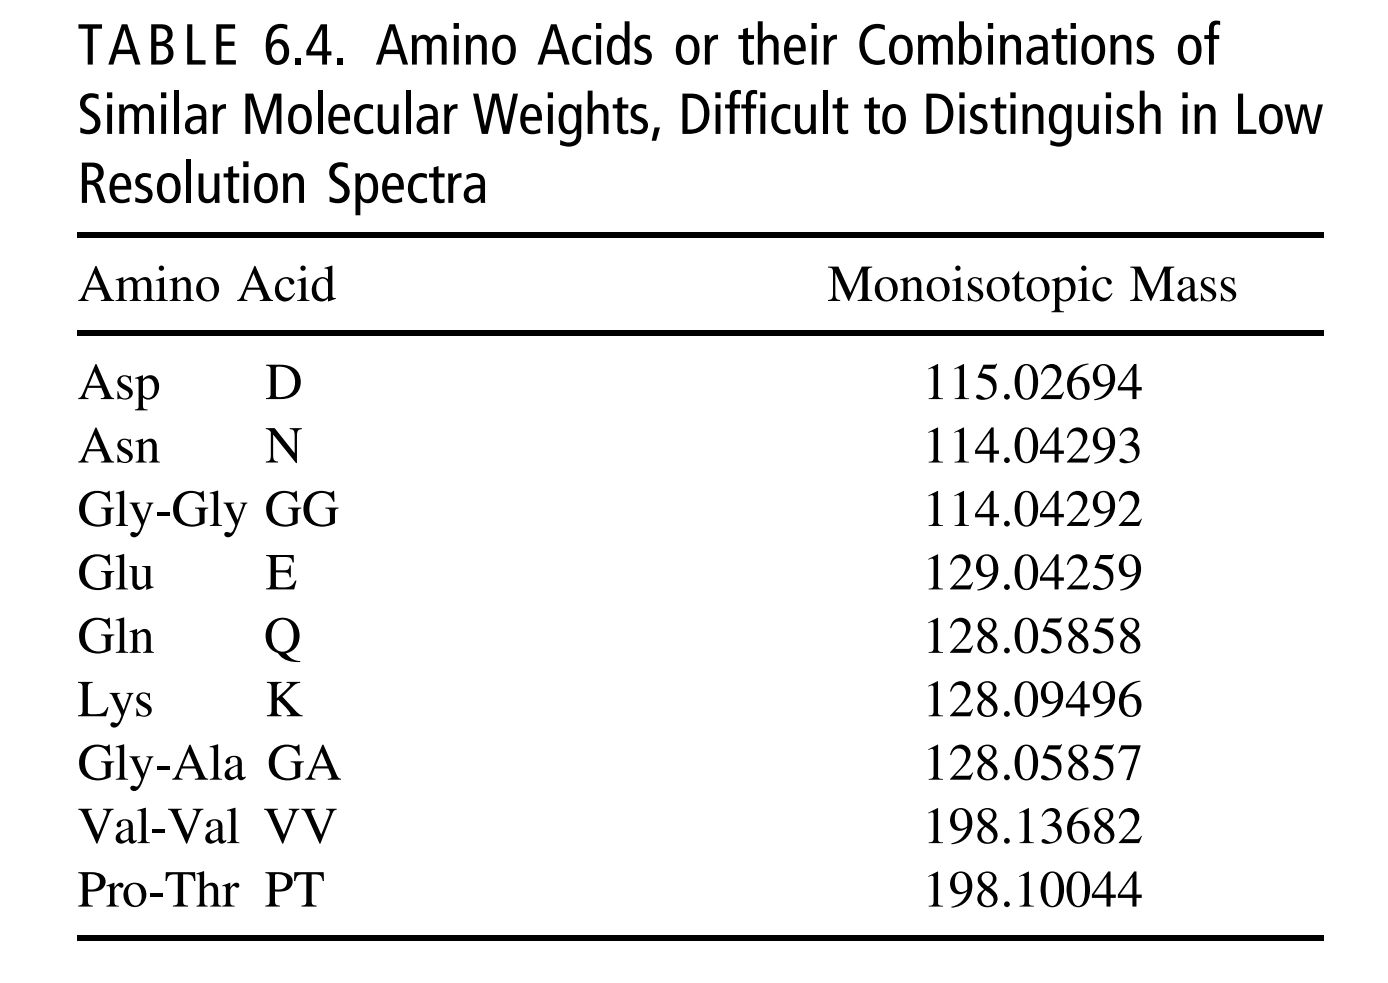 TABLE 6.4. Amino Acids or their Combinations of
Similar Molecular Weights, Difficult to Distinguish in Low
Resolution Spectra
Amino Acid Monoisotopic Mass
Asp D 115.02694
Asn N 114.04293
Gly-Gly GG 114.04292
Glu E 129.04259
Gln Q 128.05858
Lys K 128.09496
Gly-Ala GA 128.05857
Val-Val VV 198.13682
Pro-Thr PT 198.10044